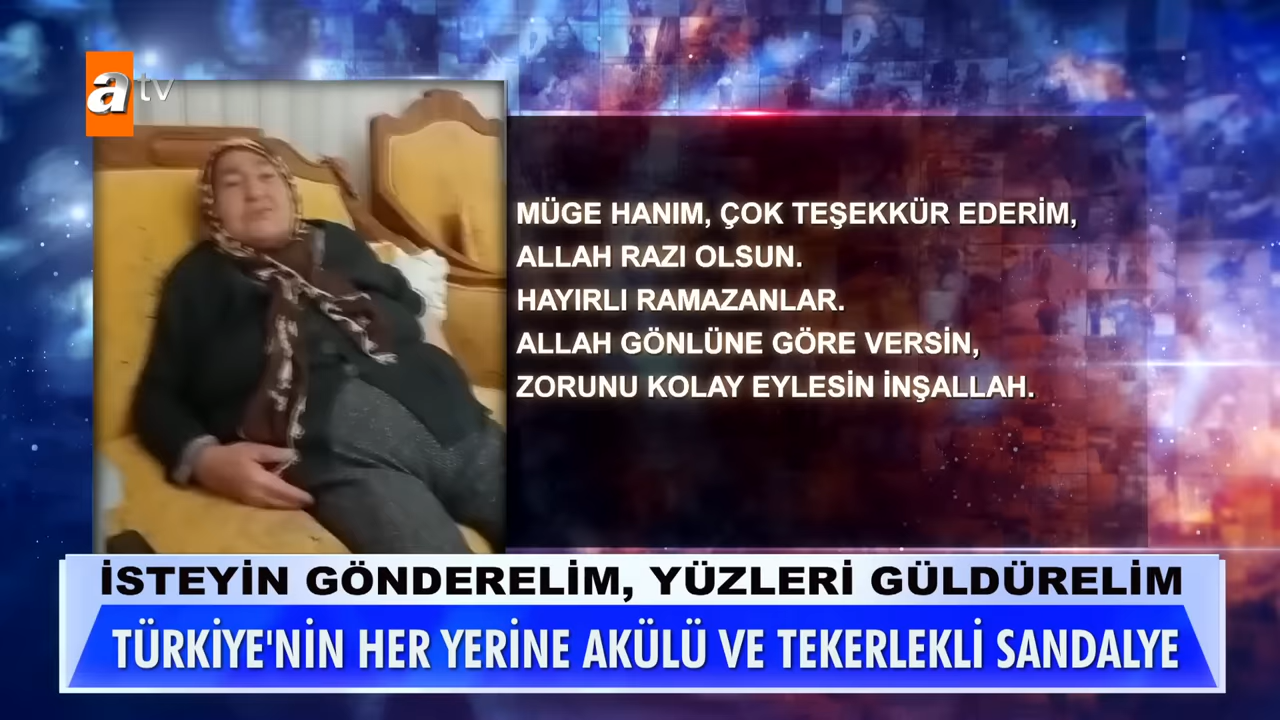 atv
MÜGE HANIM, ÇOK TEŞEKKÜR EDERİM,
ALLAH RAZI OLSUN.
HAYIRLI RAMAZANLAR.
ALLAH GÖNLÜNE GÖRE VERSİN,
ZORUNU KOLAY EYLESİN İNŞALLAH.
İSTEYİN GÖNDERELİM, YÜZLERİ GÜLDÜRELİM
TÜRKİYE'NİN HER YERİNE AKÜLÜ VE TEKERLEKLİ SANDALYE